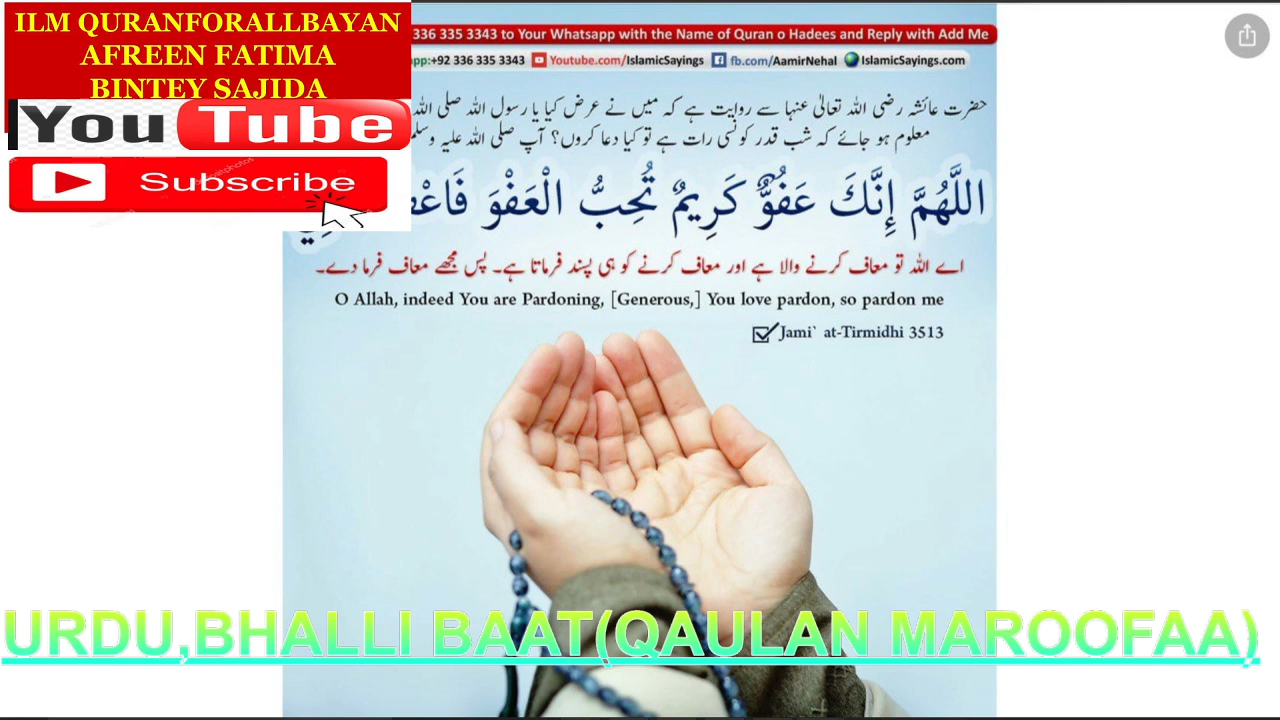 ILM QURANFORALLBAYAN
AFREEN FATIMA
BINTEY SAJIDA
YouTube
Subscribe
336 335 3343 to Your Whatsapp with the Name of Quran o Hadees and Reply with Add Me
app:+92 336 335 3343 Youtube.com/IslamicSayings fb.com/AamirNehal IslamicSayings.com
حضرت عائشہ رضی اللہ تعالیٰ عنہا سے روایت ہے کہ میں نے عرض کیا یا رسول اللہ صلی اللہ
معلوم ہو جائے کہ شب قدر کونسی رات ہے تو کیا دعا کروں؟ آپ صلی اللہ علیہ وسلم
اللَّهُمَّ إِنَّكَ عَفُوٌّ كَرِيمٌ تُحِبُّ الْعَفْوَ
اے اللہ تو معاف کرنے والا ہے اور معاف کرنے کو ہی پسند فرماتا ہے۔ پس مجھے معاف فرما دے۔
O Allah, indeed You are Pardoning, [Generous,] You love pardon, so pardon me
Jami` at-Tirmidhi 3513
URDU,BHALLI BAAT(QAULAN MAROOFAA)